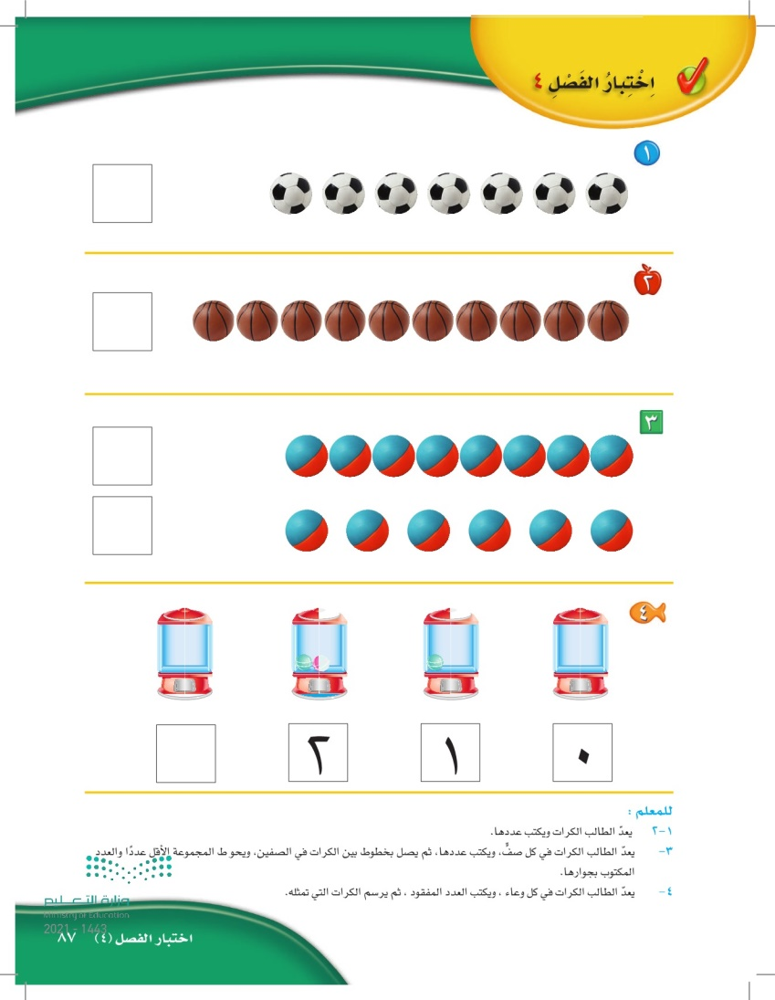 اِخْتِبارُ الفَصْلِ ٤
١
٢
٣
٤
٠ ١ ٢
للمعلم :
١-٢ يعدّ الطالب الكرات ويكتب عددها.
٣- يعدّ الطالب الكرات في كل صفٍّ، ويكتب عددها، ثم يصل بخطوط بين الكرات في الصفين، ويحوط المجموعة الأقل عددًا والعدد
المكتوب بجوارها.
٤- يعدّ الطالب الكرات في كل وعاء ، ويكتب العدد المفقود ، ثم يرسم الكرات التي تمثله.
وزارة التعليم
Ministry of Education
2021 - 1443
اختبار الفصل (٤) ٨٧